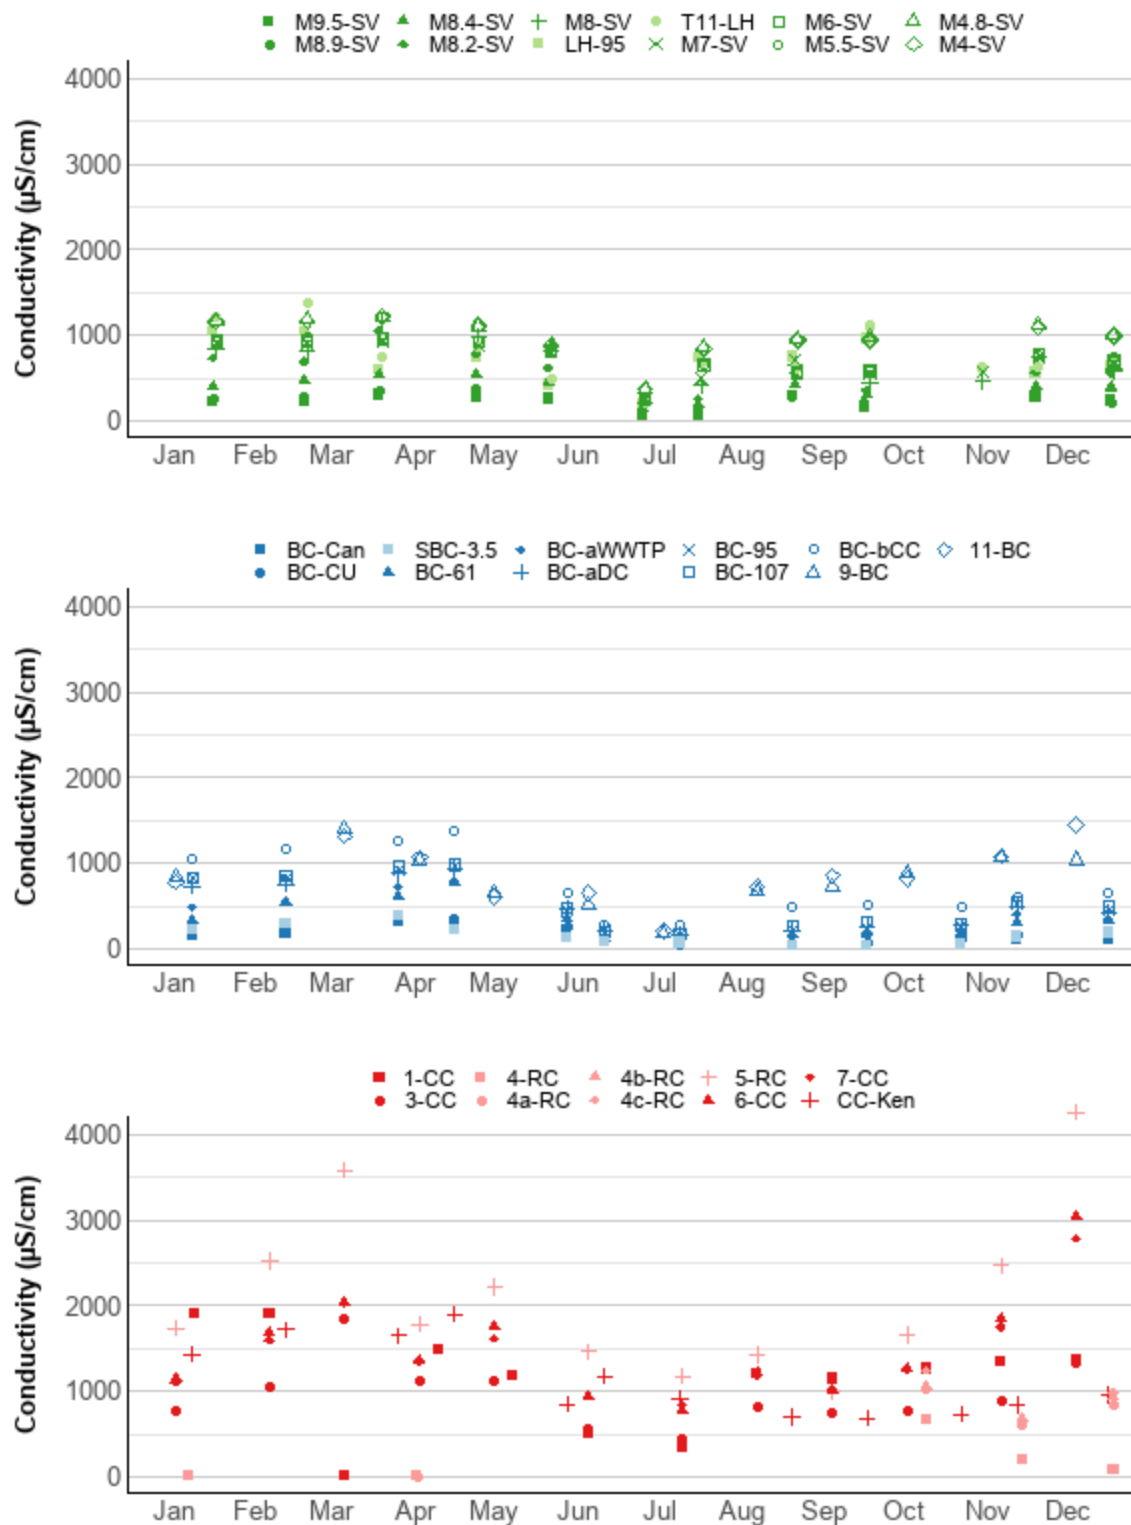 M9.5-SV M8.4-SV M8-SV T11-LH M6-SV M4.8-SV
M8.9-SV M8.2-SV LH-95 M7-SV M5.5-SV M4-SV
Conductivity (µS/cm)
4000
3000
2000
1000
0
Jan Feb Mar Apr May Jun Jul Aug Sep Oct Nov Dec
BC-Can SBC-3.5 BC-aWWTP BC-95 BC-bCC 11-BC
BC-CU BC-61 BC-aDC BC-107 9-BC
Conductivity (µS/cm)
4000
3000
2000
1000
0
Jan Feb Mar Apr May Jun Jul Aug Sep Oct Nov Dec
1-CC 4-RC 4b-RC 5-RC 7-CC
3-CC 4a-RC 4c-RC 6-CC CC-Ken
Conductivity (µS/cm)
4000
3000
2000
1000
0
Jan Feb Mar Apr May Jun Jul Aug Sep Oct Nov Dec